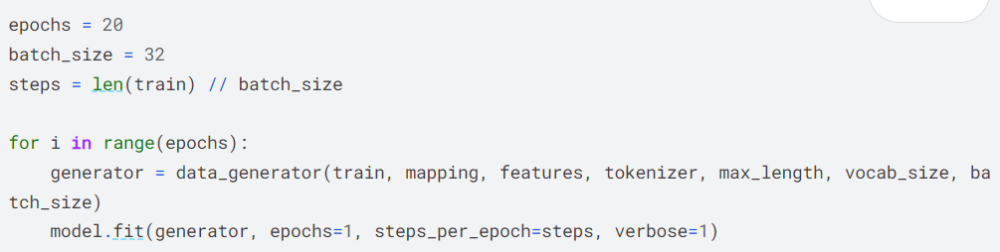 epochs = 20
batch_size = 32
steps = len(train) // batch_size
for i in range(epochs):
    generator = data_generator(train, mapping, features, tokenizer, max_length, vocab_size, ba
tch_size)
    model.fit(generator, epochs=1, steps_per_epoch=steps, verbose=1)